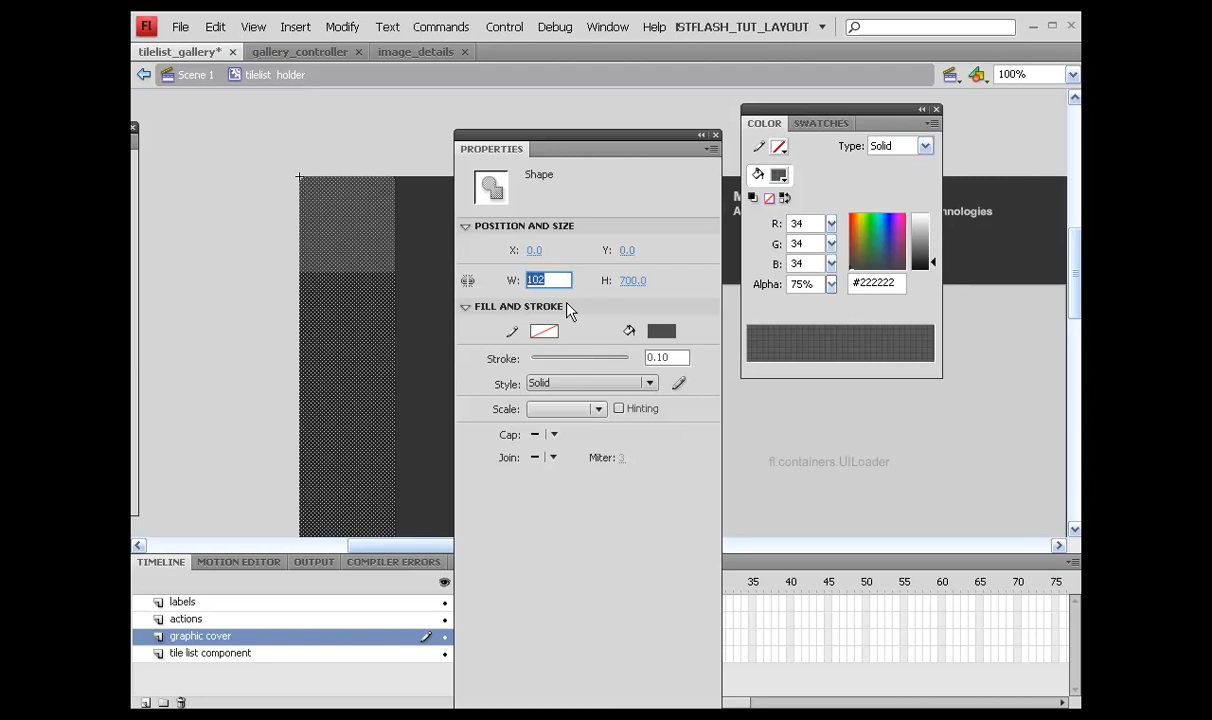 Fl File Edit View Insert Modify Text Commands Control Debug Window Help ISTFLASH_TUT_LAYOUT
tilelist_gallery* gallery_controller image_details
Scene 1 tilelist holder 100%
COLOR SWATCHES
PROPERTIES
Type: Solid
Shape
nologies
POSITION AND SIZE
R: 34
X: 0.0 Y: 0.0
G: 34
B: 34
W: 102 H: 700.0
Alpha: 75% #222222
FILL AND STROKE
Stroke: 0.10
Style: Solid
Scale: Hinting
Cap:
Join: Miter: 3
fl.containers.UILoader
TIMELINE MOTION EDITOR OUTPUT COMPILER ERRORS
35 40 45 50 55 60 65 70 75
labels
actions
graphic cover
tile list component